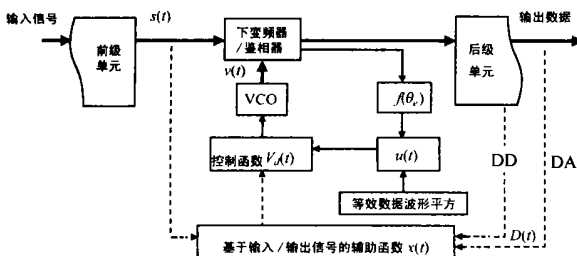 输入信号
s(t)
输出数据
前级
单元
下变频器
/鉴相器
后级
单元
v(t)
VCO
f(θe)
控制函数 Vd(t)
u(t)
DD
DA
等效数据波形平方
D(t)
基于输入/输出信号的辅助函数 x(t)